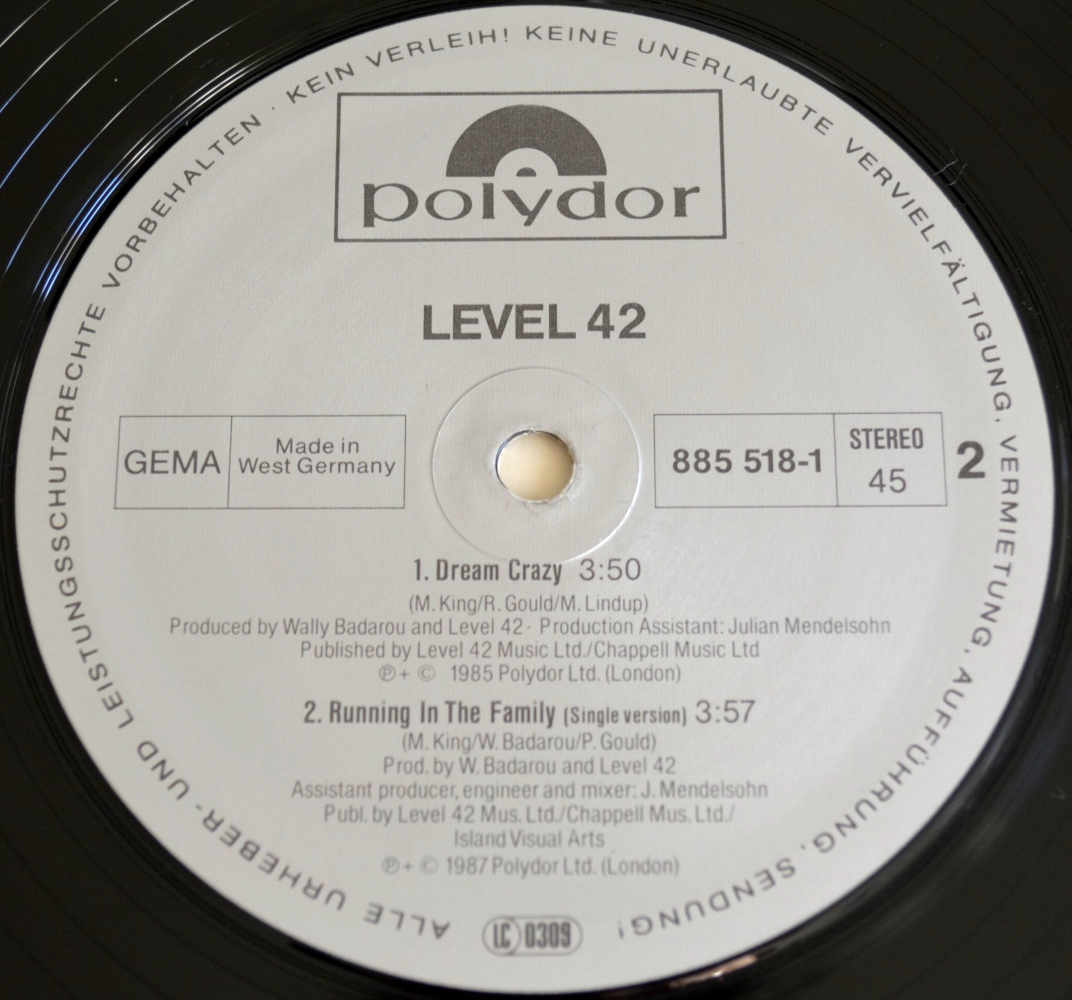 ALLE URHEBER- UND LEISTUNGSSCHUTZRECHTE VORBEHALTEN · KEIN VERLEIH! KEINE UNERLAUBTE VERVIELFÄLTIGUNG, VERMIETUNG, AUFFÜHRUNG, SENDUNG!
polydor
LEVEL 42
GEMA
Made in
West Germany
885 518-1
STEREO
45
2
1. Dream Crazy 3:50
(M. King/R. Gould/M. Lindup)
Produced by Wally Badarou and Level 42 · Production Assistant: Julian Mendelsohn
Published by Level 42 Music Ltd./Chappell Music Ltd
℗ + © 1985 Polydor Ltd. (London)
2. Running In The Family (Single version) 3:57
(M. King/W. Badarou/P. Gould)
Prod. by W. Badarou and Level 42
Assistant producer, engineer and mixer: J. Mendelsohn
Publ. by Level 42 Mus. Ltd./Chappell Mus. Ltd./
Island Visual Arts
℗ + © 1987 Polydor Ltd. (London)
LC 0309